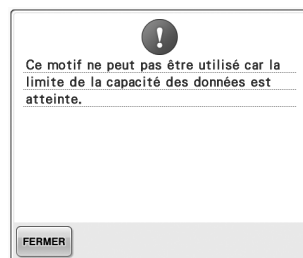 !
Ce motif ne peut pas être utilisé car la
limite de la capacité des données est
atteinte.
FERMER